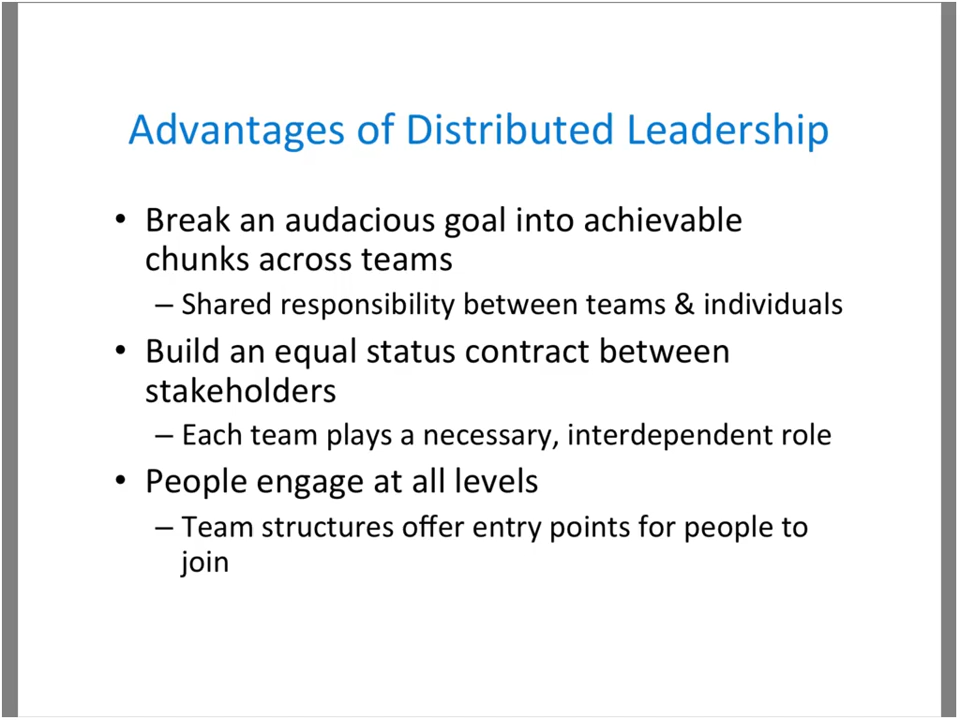 Advantages of Distributed Leadership
• Break an audacious goal into achievable
chunks across teams
– Shared responsibility between teams & individuals
• Build an equal status contract between
stakeholders
– Each team plays a necessary, interdependent role
• People engage at all levels
– Team structures offer entry points for people to
join